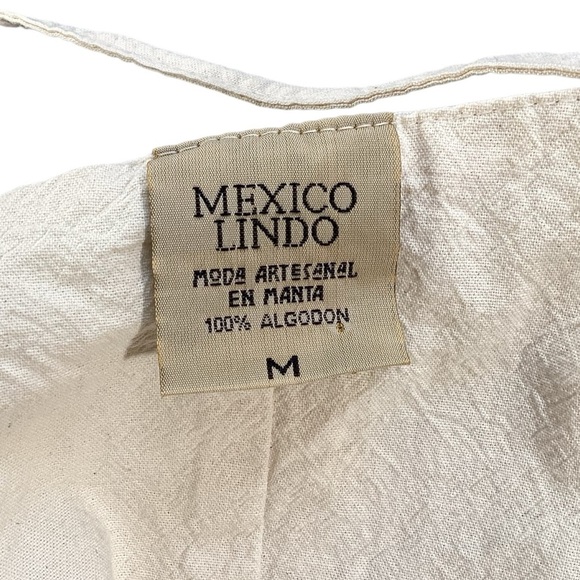 MEXICO
LINDO
MODA ARTESANAL
EN MANTA
100% ALGODON
M